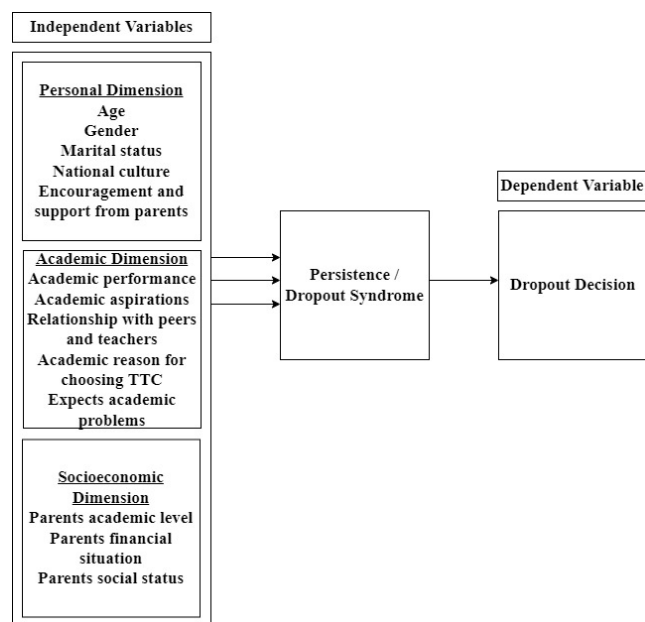 Independent Variables
Personal Dimension
Age
Gender
Marital status
National culture
Encouragement and
support from parents
Academic Dimension
Academic performance
Academic aspirations
Relationship with peers
and teachers
Academic reason for
choosing TTC
Expects academic
problems
Socioeconomic
Dimension
Parents academic level
Parents financial
situation
Parents social status
Persistence /
Dropout Syndrome
Dependent Variable
Dropout Decision